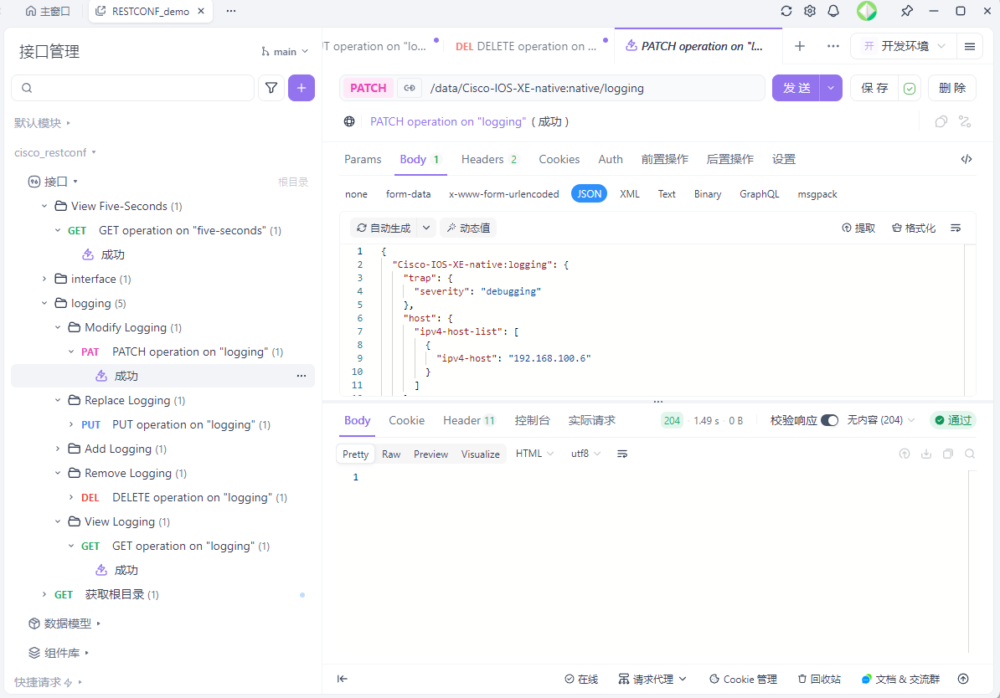 主窗口 RESTCONF_demo
接口管理 main
默认模块
cisco_restconf
接口 根目录
View Five-Seconds (1)
GET GET operation on "five-seconds" (1)
成功
interface (1)
logging (5)
Modify Logging (1)
PAT PATCH operation on "logging" (1)
成功
Replace Logging (1)
PUT PUT operation on "logging" (1)
Add Logging (1)
Remove Logging (1)
DEL DELETE operation on "logging" (1)
View Logging (1)
GET GET operation on "logging" (1)
成功
GET 获取根目录 (1)
数据模型
组件库
快捷请求
T operation on "lo... DEL DELETE operation on ... PATCH operation on "l... 开 开发环境
PATCH /data/Cisco-IOS-XE-native:native/logging 发 送 保 存 删 除
PATCH operation on "logging" ( 成功 )
Params Body 1 Headers 2 Cookies Auth 前置操作 后置操作 设置
none form-data x-www-form-urlencoded JSON XML Text Binary GraphQL msgpack
自动生成 动态值 提取 格式化
1 {
2 "Cisco-IOS-XE-native:logging": {
3 "trap": {
4 "severity": "debugging"
5 },
6 "host": {
7 "ipv4-host-list": [
8 {
9 "ipv4-host": "192.168.100.6"
10 }
11 ]
Body Cookie Header 11 控制台 实际请求 204 · 1.49 s · 0 B 校验响应 无内容 (204) 通过
Pretty Raw Preview Visualize HTML utf8
1
在线 请求代理 Cookie 管理 回收站 文档 & 交流群